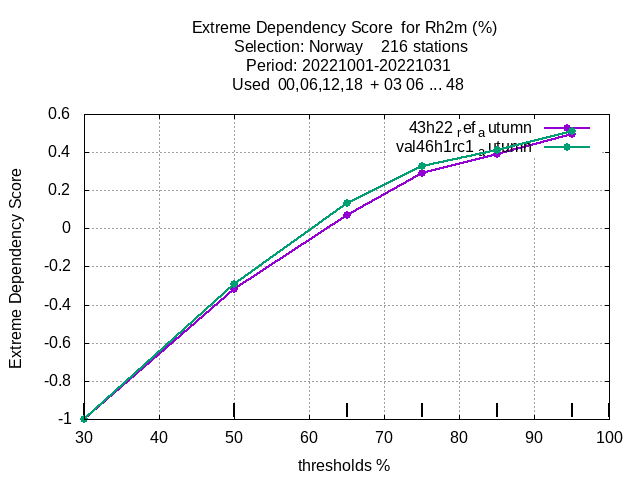 Extreme Dependency Score for Rh2m (%)
Selection: Norway 216 stations
Period: 20221001-20221031
Used 00,06,12,18 + 03 06 ... 48
43h22 ref autumn
val46h1rc1 autumn
Extreme Dependency Score
0.6
0.4
0.2
0
-0.2
-0.4
-0.6
-0.8
-1
30 40 50 60 70 80 90 100
thresholds %